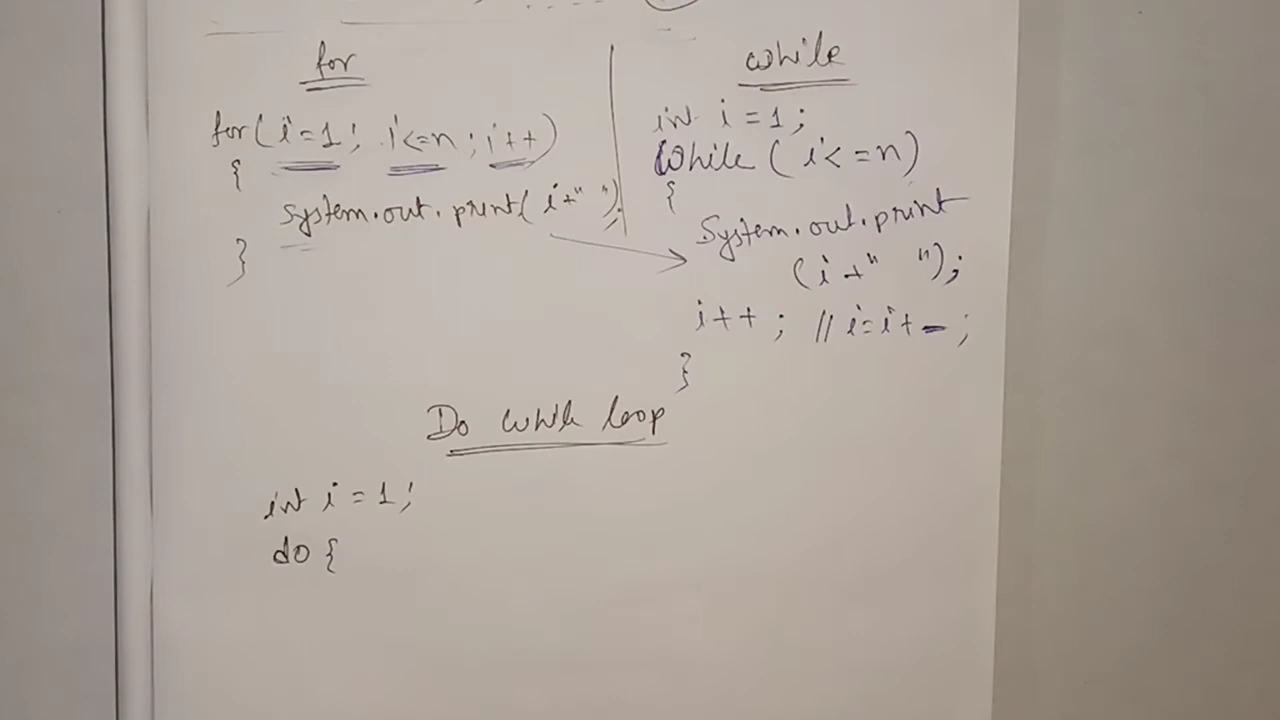 for
for( i=1; i<=n; i++)
{
System.out.print( i+" ");
}
while
int i = 1;
While ( i<=n)
{
System.out.print
(i+" ");
i++; // i=i+
;
}
Do while loop
int i = 1;
do {